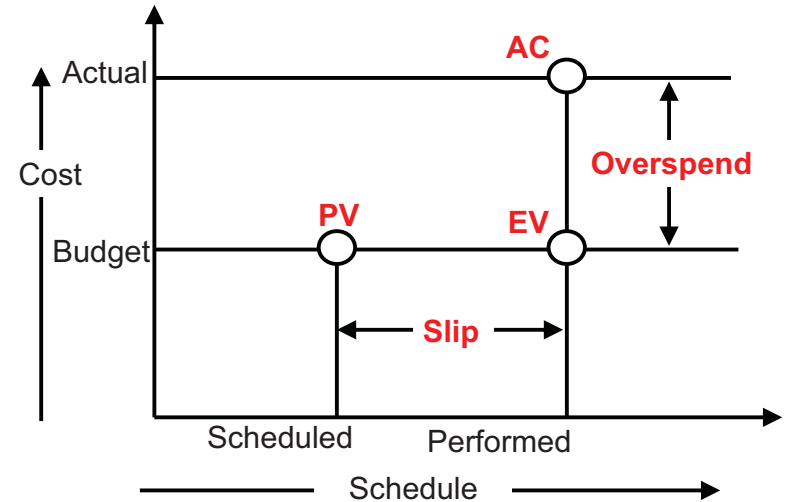 AC
Actual
Overspend
Cost
PV
EV
Budget
Slip
Scheduled
Performed
Schedule